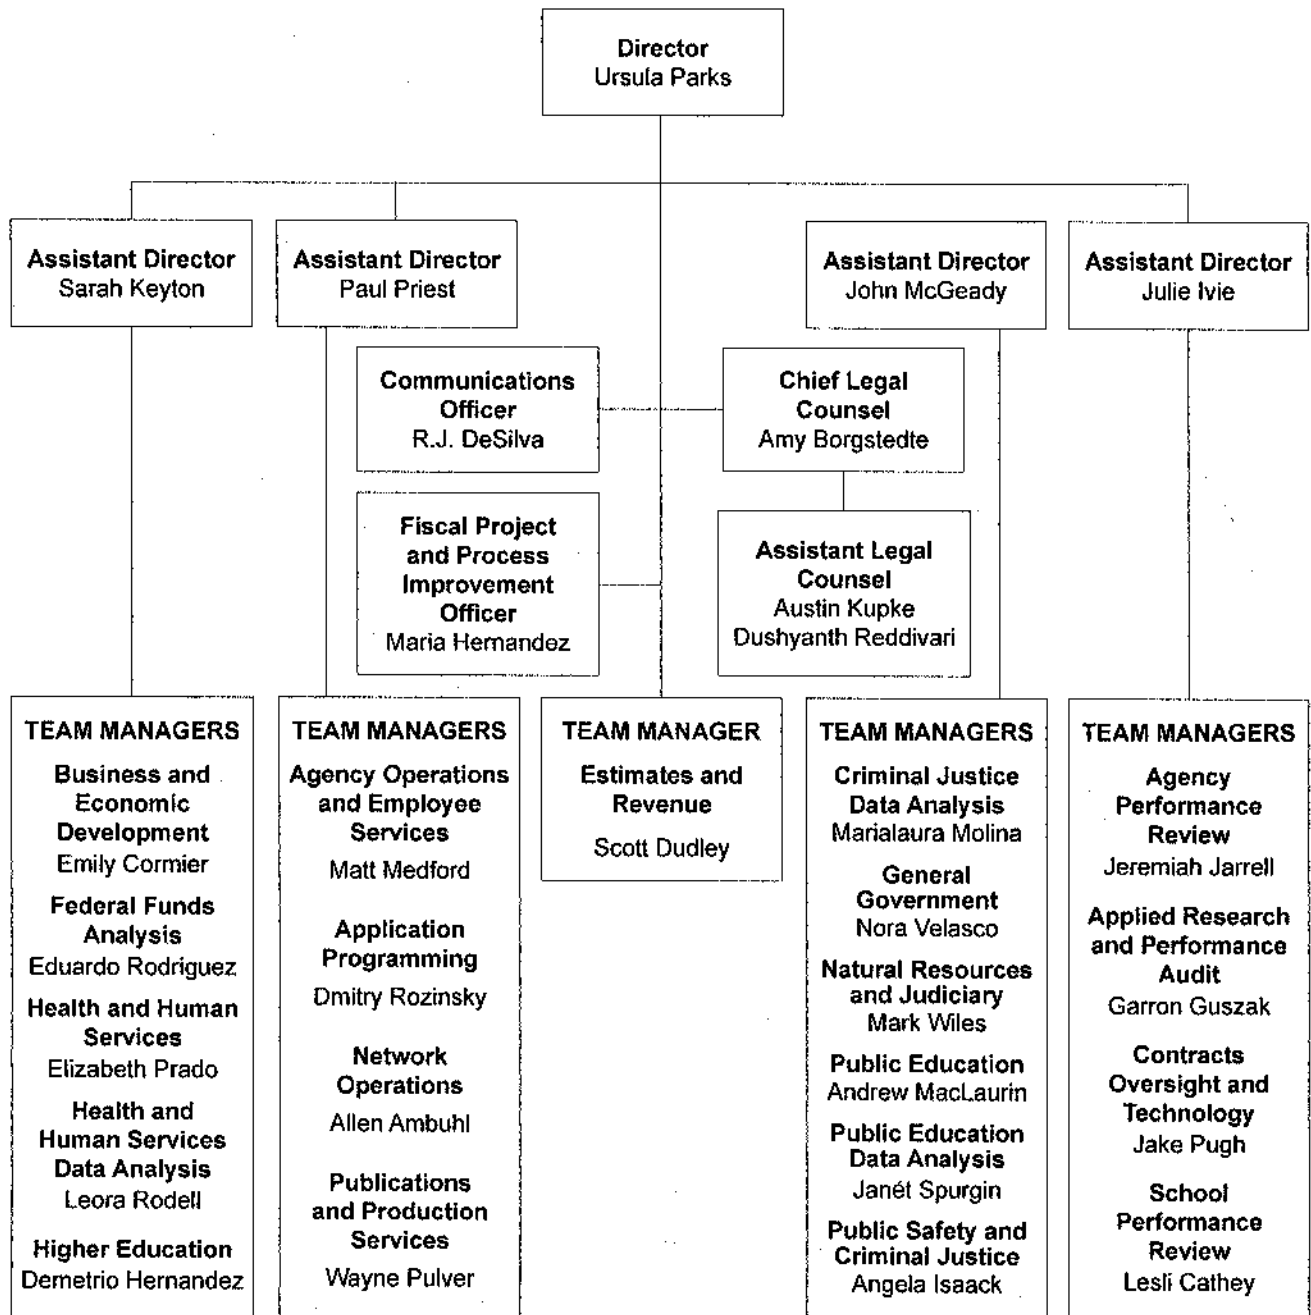 Director
Ursula Parks
Assistant Director
Sarah Keyton
Assistant Director
Paul Priest
Assistant Director
John McGeady
Assistant Director
Julie Ivie
Communications
Officer
R.J. DeSilva
Chief Legal
Counsel
Amy Borgstedte
Fiscal Project
and Process
Improvement
Officer
Maria Hernandez
Assistant Legal
Counsel
Austin Kupke
Dushyanth Reddivari
TEAM MANAGERS
Business and
Economic
Development
Emily Cormier
Federal Funds
Analysis
Eduardo Rodriguez
Health and Human
Services
Elizabeth Prado
Health and
Human Services
Data Analysis
Leora Rodell
Higher Education
Demetrio Hernandez
TEAM MANAGERS
Agency Operations
and Employee
Services
Matt Medford
Application
Programming
Dmitry Rozinsky
Network
Operations
Allen Ambuhl
Publications
and Production
Services
Wayne Pulver
TEAM MANAGER
Estimates and
Revenue
Scott Dudley
TEAM MANAGERS
Criminal Justice
Data Analysis
Marialaura Molina
General
Government
Nora Velasco
Natural Resources
and Judiciary
Mark Wiles
Public Education
Andrew MacLaurin
Public Education
Data Analysis
Janét Spurgin
Public Safety and
Criminal Justice
Angela Isaack
TEAM MANAGERS
Agency
Performance
Review
Jeremiah Jarrell
Applied Research
and Performance
Audit
Garron Guszak
Contracts
Oversight and
Technology
Jake Pugh
School
Performance
Review
Lesli Cathey